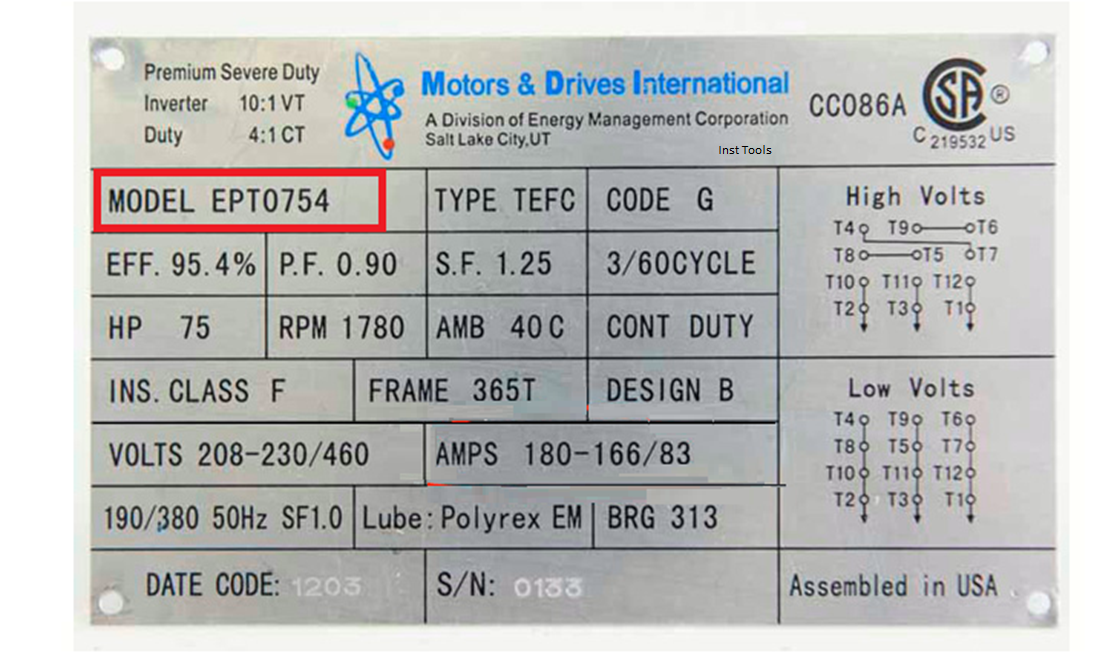 Premium Severe Duty
Inverter 10:1 VT
Duty 4:1 CT
Motors & Drives International
A Division of Energy Management Corporation
Salt Lake City, UT
Inst Tools
CC086A
SA ®
C 219532 US
MODEL EPT0754
TYPE TEFC
CODE G
EFF. 95.4%
P.F. 0.90
S.F. 1.25
3/60CYCLE
HP 75
RPM 1780
AMB 40C
CONT DUTY
INS. CLASS F
FRAME 365T
DESIGN B
VOLTS 208-230/460
AMPS 180-166/83
190/380 50Hz SF1.0
Lube: Polyrex EM
BRG 313
DATE CODE: 1203
S/N: 0133
High Volts
T4 T9 T6
T8 T5 T7
T10 T11 T12
T2 T3 T1
Low Volts
T4 T9 T6
T8 T5 T7
T10 T11 T12
T2 T3 T1
Assembled in USA